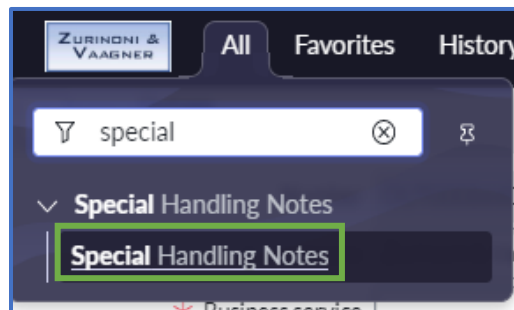 ZURINONI &
VAAGNER
All Favorites History
special
Special Handling Notes
Special Handling Notes
Business service